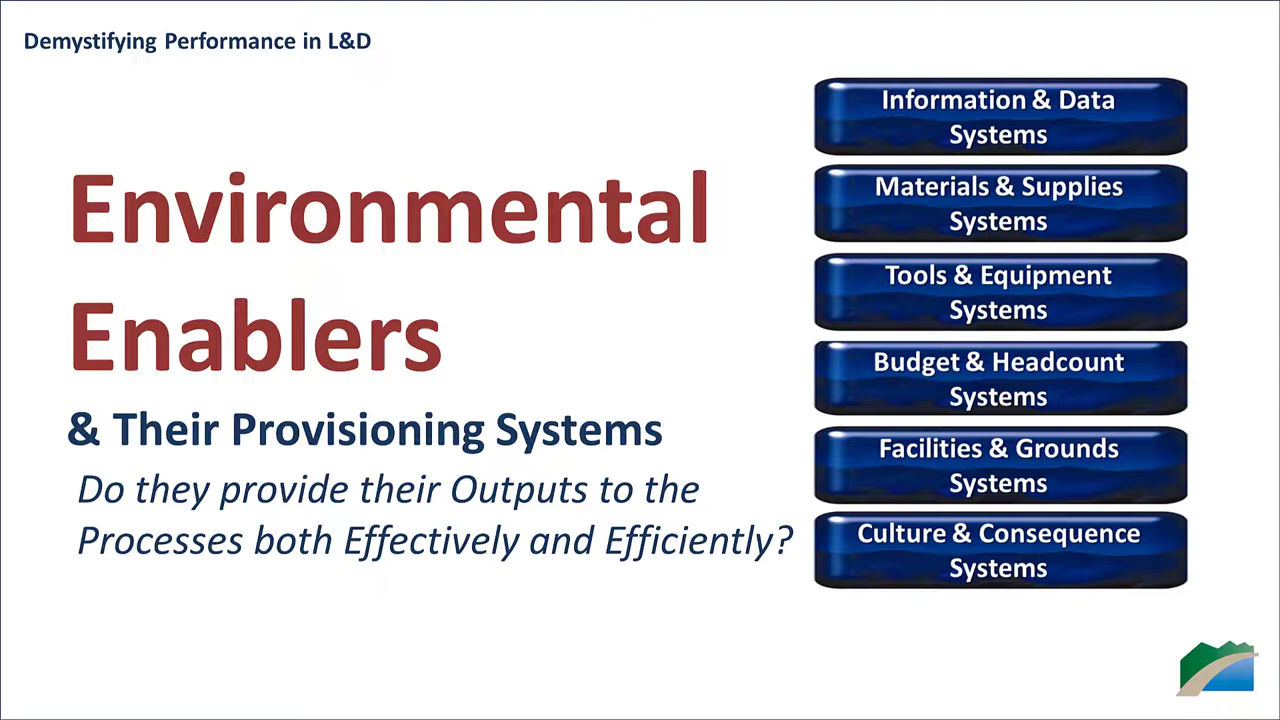 Demystifying Performance in L&D
Environmental
Enablers
& Their Provisioning Systems
Do they provide their Outputs to the
Processes both Effectively and Efficiently?
Information & Data
Systems
Materials & Supplies
Systems
Tools & Equipment
Systems
Budget & Headcount
Systems
Facilities & Grounds
Systems
Culture & Consequence
Systems